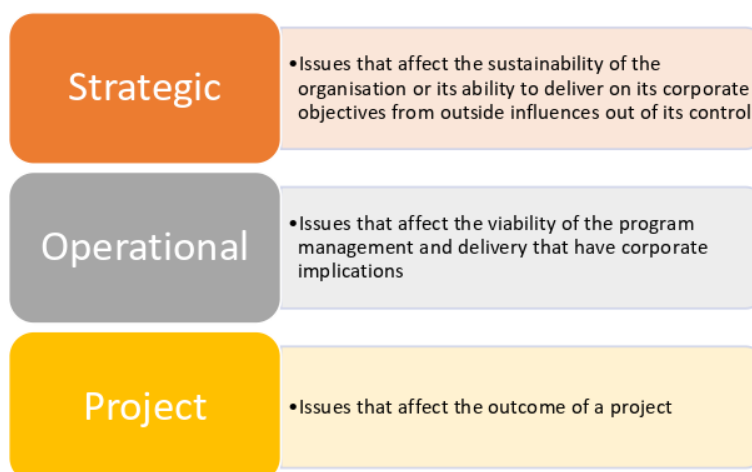 Strategic
•Issues that affect the sustainability of the
organisation or its ability to deliver on its corporate
objectives from outside influences out of its control
Operational
•Issues that affect the viability of the program
management and delivery that have corporate
implications
Project
•Issues that affect the outcome of a project